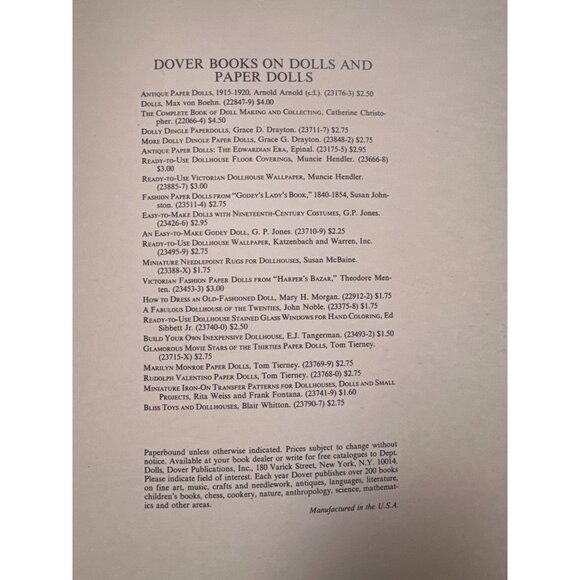 DOVER BOOKS ON DOLLS AND
PAPER DOLLS
ANTIQUE PAPER DOLLS, 1915-1920, Arnold Arnold (ed.). (23176-3) $2.50
DOLLS, Max von Boehn. (22847-9) $4.00
THE COMPLETE BOOK OF DOLL MAKING AND COLLECTING, Catherine Christo-
pher. (22066-4) $4.50
DOLLY DINGLE PAPERDOLLS, Grace D. Drayton. (23711-7) $2.75
MORE DOLLY DINGLE PAPER DOLLS, Grace G. Drayton. (23848-2) $2.75
ANTIQUE PAPER DOLLS: THE EDWARDIAN ERA, Epinal. (23175-5) $2.95
READY-TO-USE DOLLHOUSE FLOOR COVERINGS, Muncie Hendler. (23666-8)
$3.00
READY-TO-USE VICTORIAN DOLLHOUSE WALLPAPER, Muncie Hendler.
(23885-7) $3.00
FASHION PAPER DOLLS FROM "GODEY'S LADY'S BOOK," 1840-1854, Susan John-
ston. (23511-4) $2.75
EASY-TO-MAKE DOLLS WITH NINETEENTH-CENTURY COSTUMES, G.P. Jones.
(23426-6) $2.95
AN EASY-TO-MAKE GODEY DOLL, G. P. Jones. (23710-9) $2.25
READY-TO-USE DOLLHOUSE WALLPAPER, Katzenbach and Warren, Inc.
(23495-9) $2.75
MINIATURE NEEDLEPOINT RUGS FOR DOLLHOUSES, Susan McBaine.
(23388-X) $1.75
VICTORIAN FASHION PAPER DOLLS FROM "HARPER'S BAZAR," Theodore Men-
ten. (23453-3) $3.00
HOW TO DRESS AN OLD-FASHIONED DOLL, Mary H. Morgan. (22912-2) $1.75
A FABULOUS DOLLHOUSE OF THE TWENTIES, John Noble. (23375-8) $1.75
READY-TO-USE DOLLHOUSE STAINED GLASS WINDOWS FOR HAND COLORING, Ed
Sibbett Jr. (23740-0) $2.50
BUILD YOUR OWN INEXPENSIVE DOLLHOUSE, E.J. Tangerman. (23493-2) $1.50
GLAMOROUS MOVIE STARS OF THE THIRTIES PAPER DOLLS, Tom Tierney.
(23715-X) $2.75
MARILYN MONROE PAPER DOLLS, Tom Tierney. (23769-9) $2.75
RUDOLPH VALENTINO PAPER DOLLS, Tom Tierney. (23768-0) $2.75
MINIATURE IRON-ON TRANSFER PATTERNS FOR DOLLHOUSES, DOLLS AND SMALL
PROJECTS, Rita Weiss and Frank Fontana. (23741-9) $1.60
BLISS TOYS AND DOLLHOUSES, Blair Whitton. (23790-7) $2.75
Paperbound unless otherwise indicated. Prices subject to change without
notice. Available at your book dealer or write for free catalogues to Dept.
Dolls, Dover Publications, Inc., 180 Varick Street, New York, N.Y. 10014.
Please indicate field of interest. Each year Dover publishes over 200 books
on fine art, music, crafts and needlework, antiques, languages, literature,
children's books, chess, cookery, nature, anthropology, science, mathemat-
ics and other areas.
Manufactured in the U.S.A.